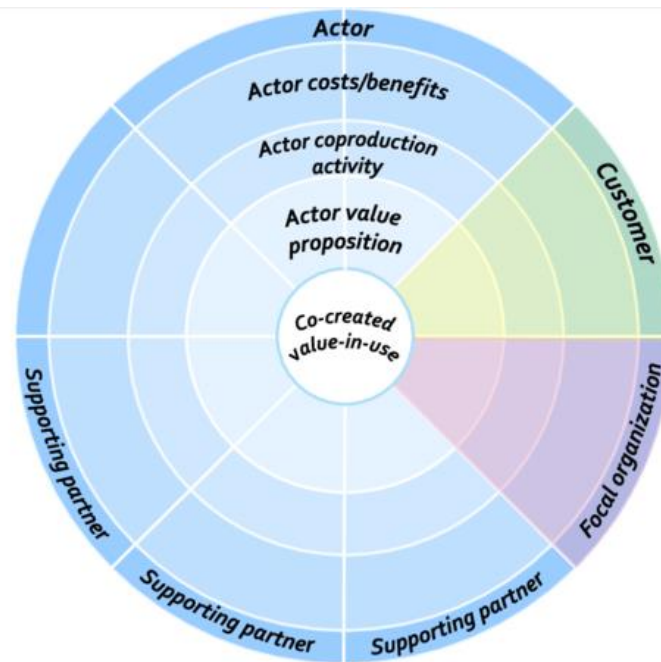 Actor
Actor costs/benefits
Actor coproduction
activity
Actor value
proposition
Customer
Co-created
value-in-use
Focal organization
Supporting partner
Supporting partner
Supporting partner